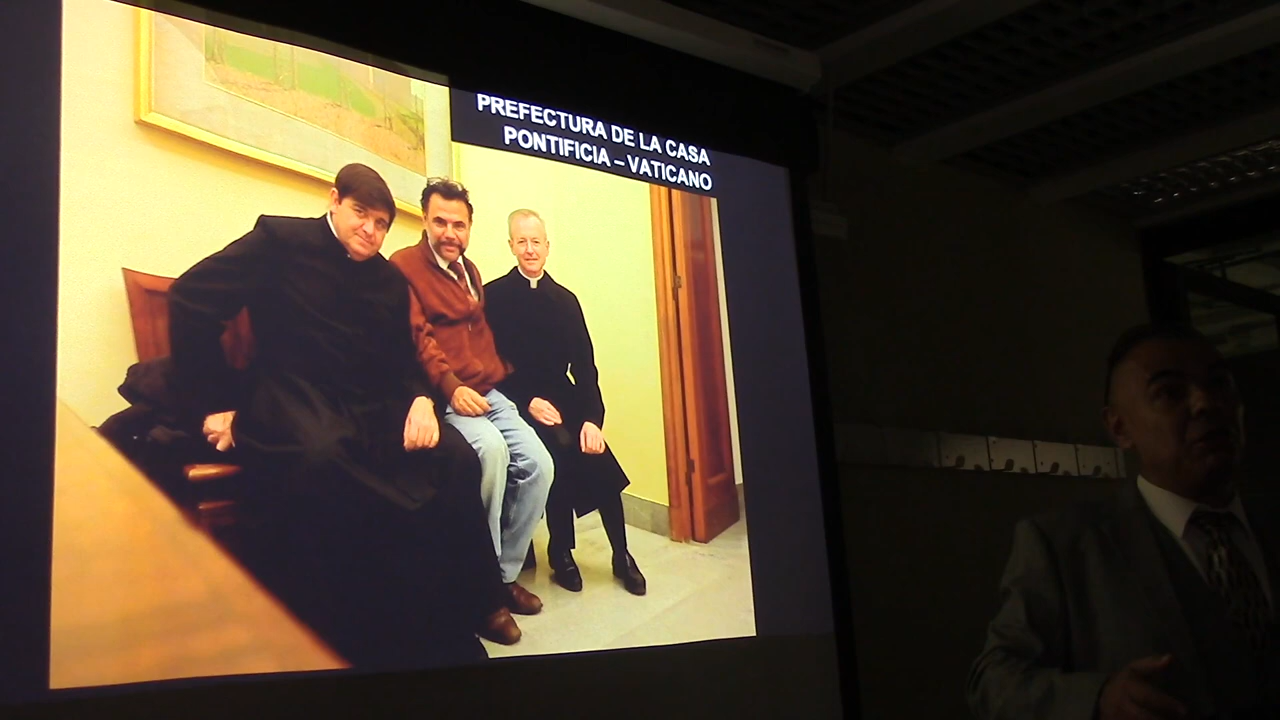 PREFECTURA DE LA CASA
PONTIFICIA – VATICANO